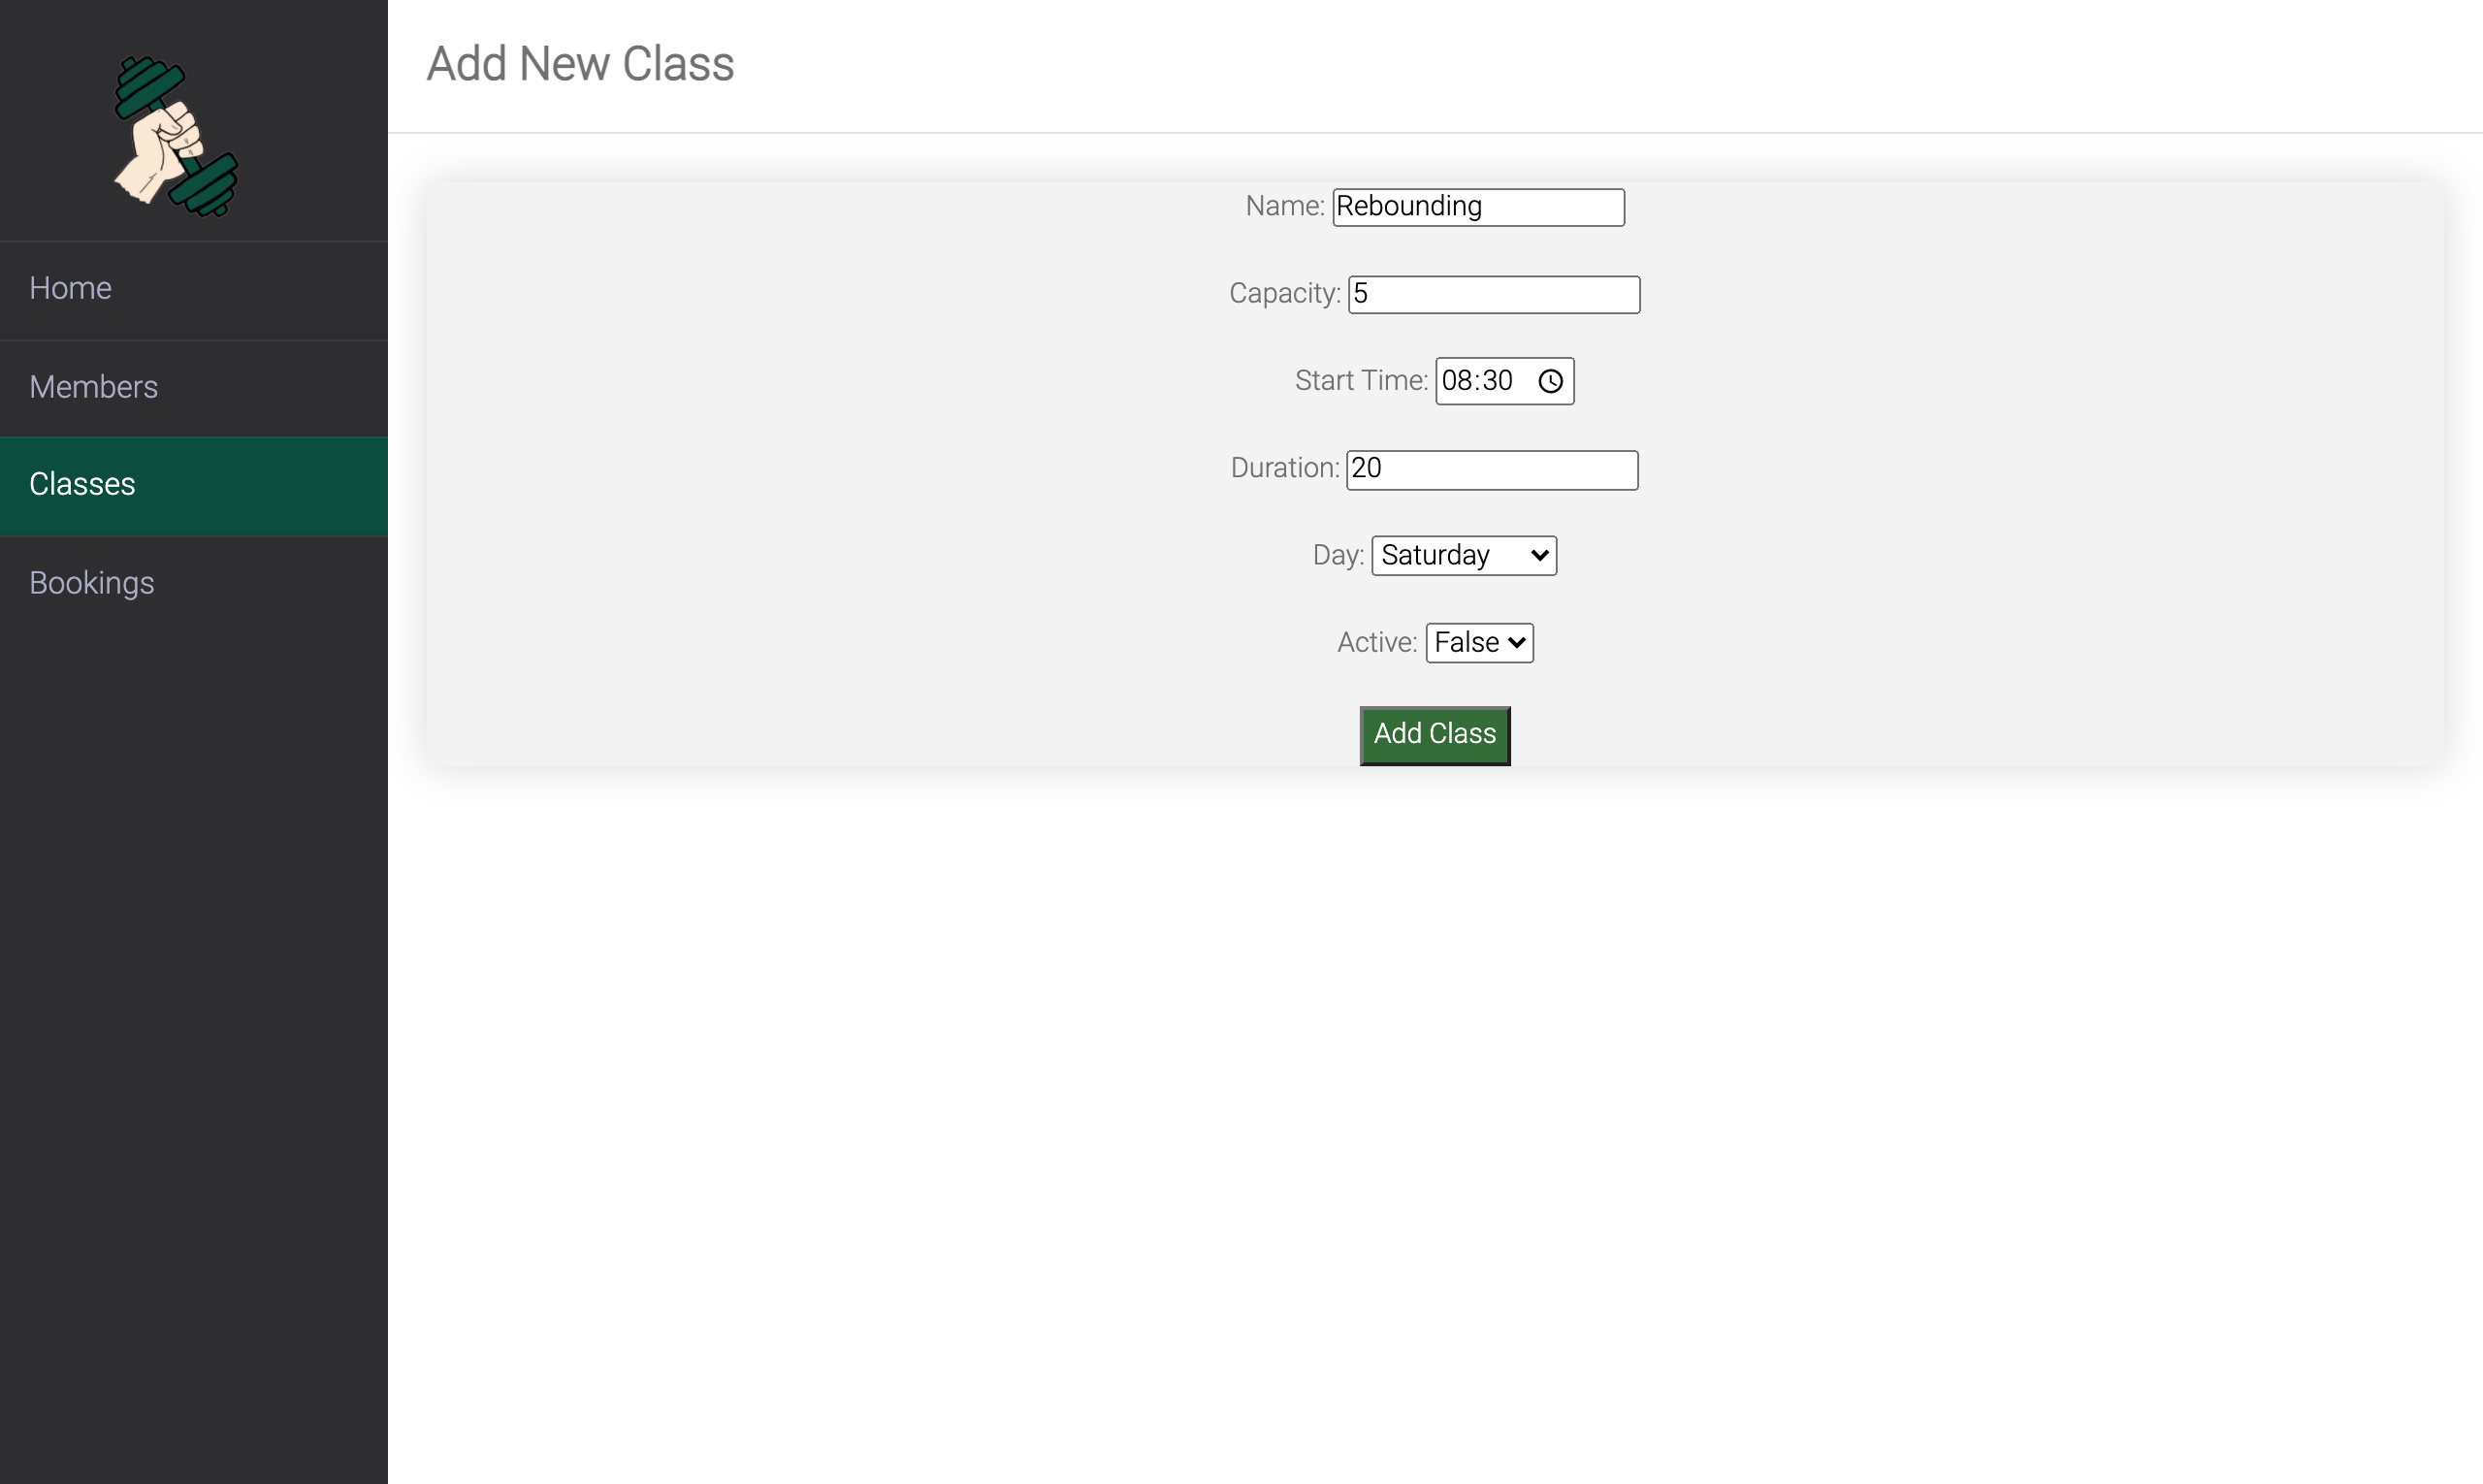 Add New Class
Home
Members
Classes
Bookings
Name: Rebounding
Capacity: 5
Start Time: 08:30
Duration: 20
Day: Saturday
Active: False
Add Class